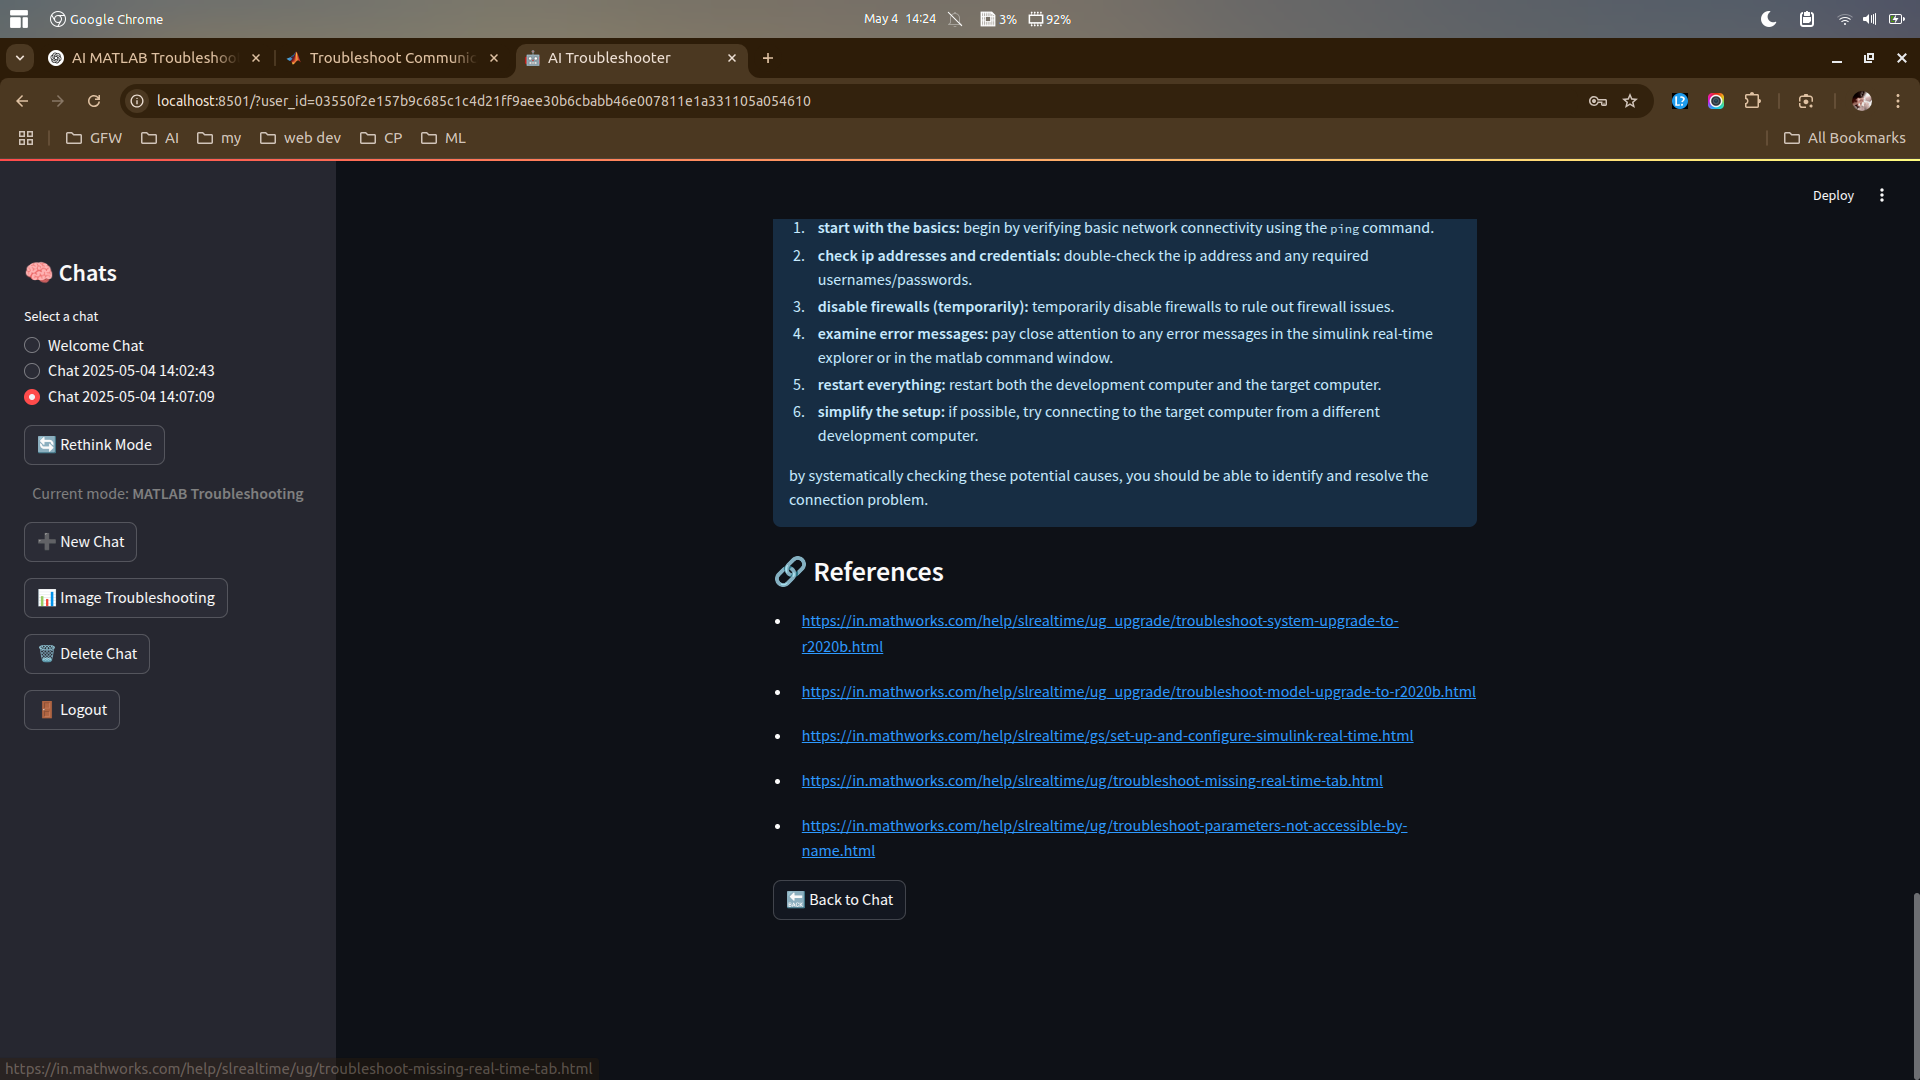 Google Chrome
May 4 14:24
3%
92%
AI MATLAB Troubleshoo
Troubleshoot Communic
AI Troubleshooter
localhost:8501/?user_id=03550f2e157b9c685c1c4d21ff9aee30b6cbabb46e007811e1a331105a054610
L?
GFW
AI
my
web dev
CP
ML
All Bookmarks
Deploy
Chats
Select a chat
Welcome Chat
Chat 2025-05-04 14:02:43
Chat 2025-05-04 14:07:09
Rethink Mode
Current mode: MATLAB Troubleshooting
New Chat
Image Troubleshooting
Delete Chat
Logout
1. start with the basics: begin by verifying basic network connectivity using the ping command.
2. check ip addresses and credentials: double-check the ip address and any required
usernames/passwords.
3. disable firewalls (temporarily): temporarily disable firewalls to rule out firewall issues.
4. examine error messages: pay close attention to any error messages in the simulink real-time
explorer or in the matlab command window.
5. restart everything: restart both the development computer and the target computer.
6. simplify the setup: if possible, try connecting to the target computer from a different
development computer.
by systematically checking these potential causes, you should be able to identify and resolve the
connection problem.
References
https://in.mathworks.com/help/slrealtime/ug_upgrade/troubleshoot-system-upgrade-to-
r2020b.html
https://in.mathworks.com/help/slrealtime/ug_upgrade/troubleshoot-model-upgrade-to-r2020b.html
https://in.mathworks.com/help/slrealtime/gs/set-up-and-configure-simulink-real-time.html
https://in.mathworks.com/help/slrealtime/ug/troubleshoot-missing-real-time-tab.html
https://in.mathworks.com/help/slrealtime/ug/troubleshoot-parameters-not-accessible-by-
name.html
BACK
Back to Chat
https://in.mathworks.com/help/slrealtime/ug/troubleshoot-missing-real-time-tab.html